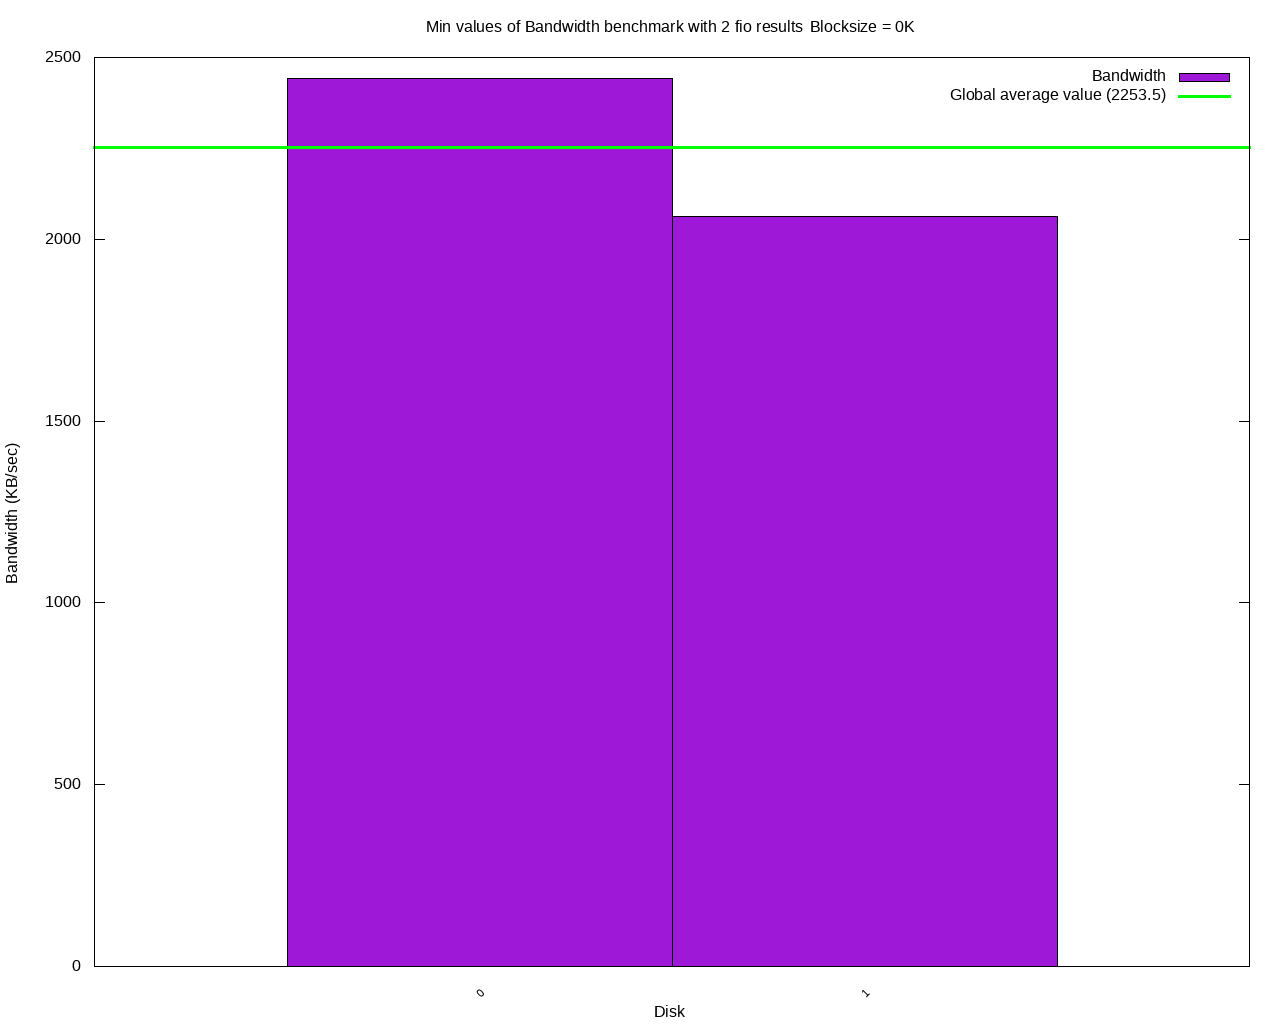 Min values of Bandwidth benchmark with 2 fio results Blocksize = 0K
Bandwidth
Global average value (2253.5)
2500
2000
1500
1000
500
0
Bandwidth (KB/sec)
0
1
Disk